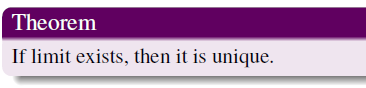 Theorem
If limit exists, then it is unique.